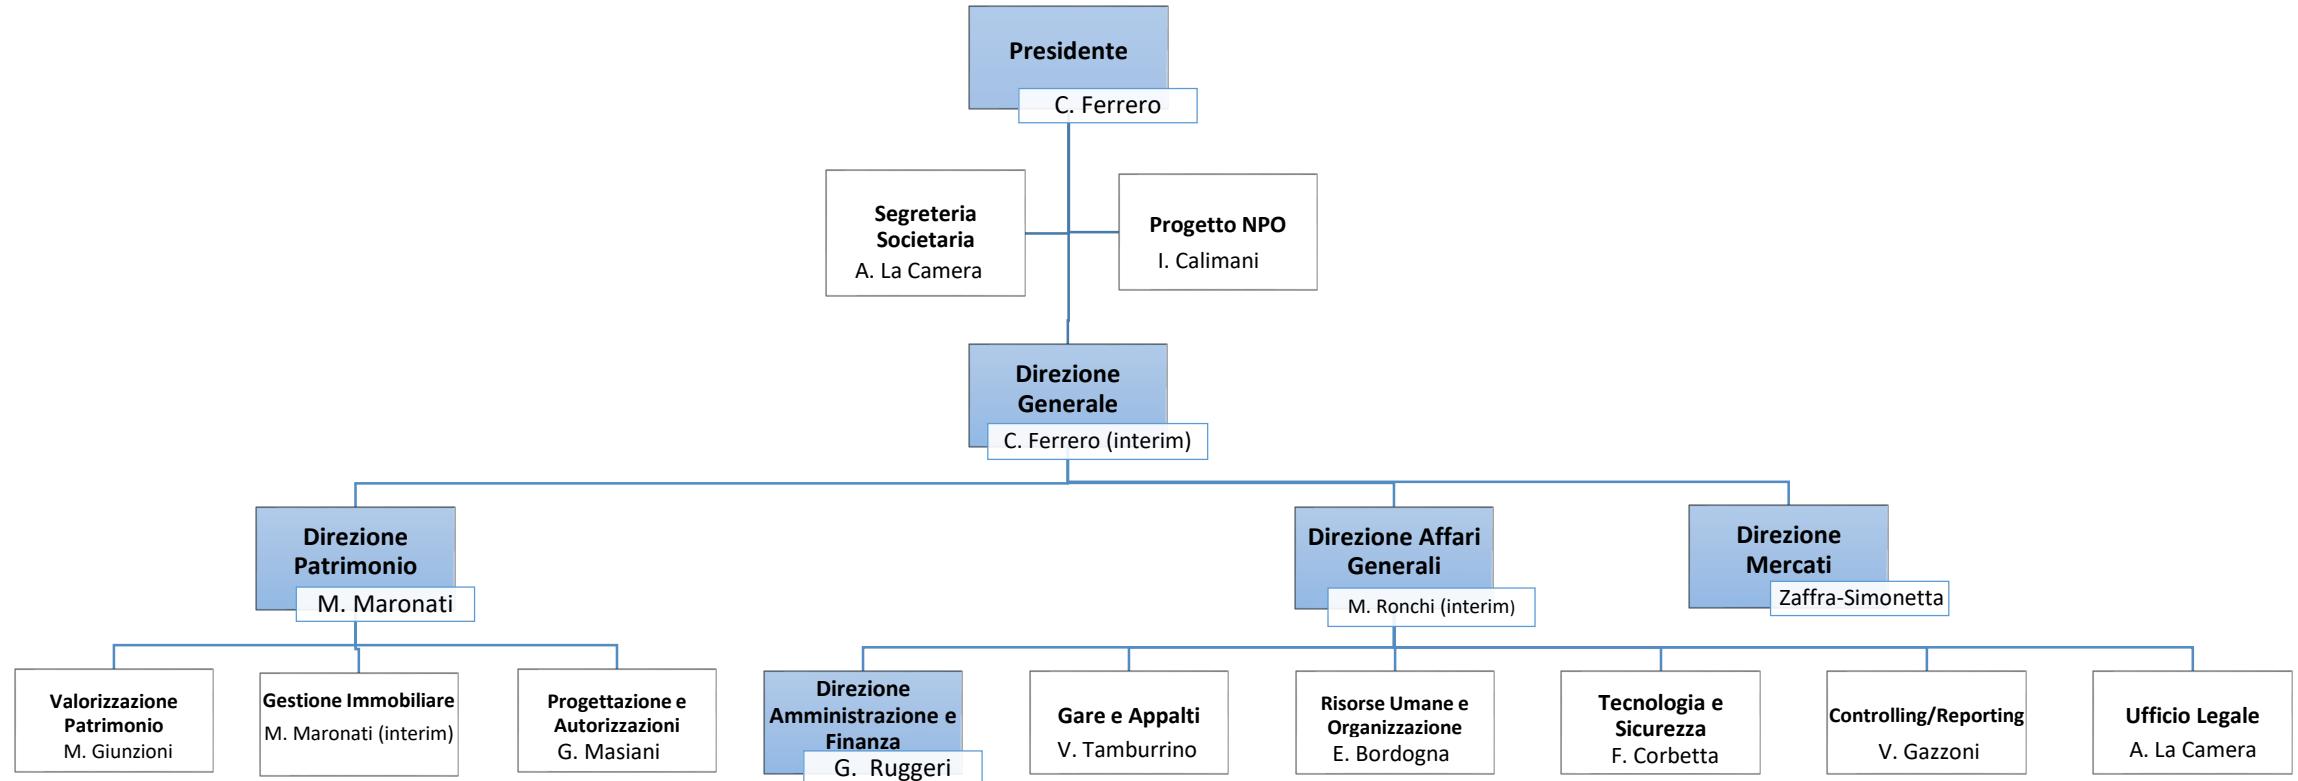 Presidente
C. Ferrero
Segreteria
Societaria
A. La Camera
Progetto NPO
I. Calimani
Direzione
Generale
C. Ferrero (interim)
Direzione
Patrimonio
M. Maronati
Direzione Affari
Generali
M. Ronchi (interim)
Direzione
Mercati
Zaffra-Simonetta
Valorizzazione
Patrimonio
M. Giunzioni
Gestione Immobiliare
M. Maronati (interim)
Progettazione e
Autorizzazioni
G. Masiani
Direzione
Amministrazione e
Finanza
G. Ruggeri
Gare e Appalti
V. Tamburrino
Risorse Umane e
Organizzazione
E. Bordogna
Tecnologia e
Sicurezza
F. Corbetta
Controlling/Reporting
V. Gazzoni
Ufficio Legale
A. La Camera